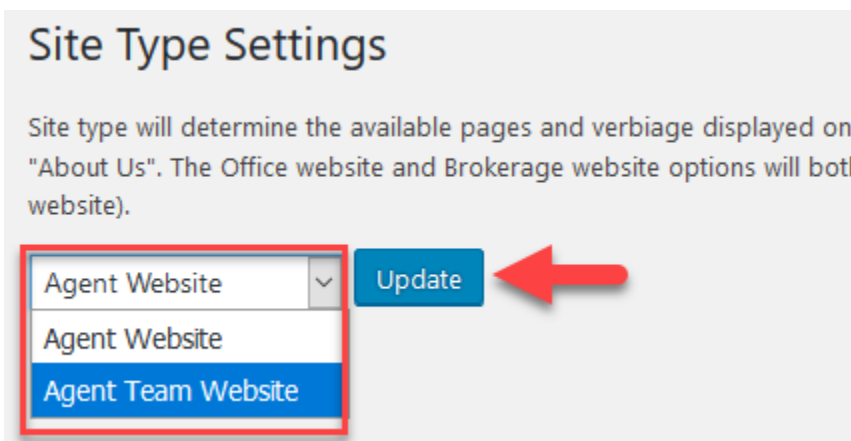 Site Type Settings
Site type will determine the available pages and verbiage displayed on
"About Us". The Office website and Brokerage website options will
website).
Agent Website
Update
Agent Website
Agent Team Website